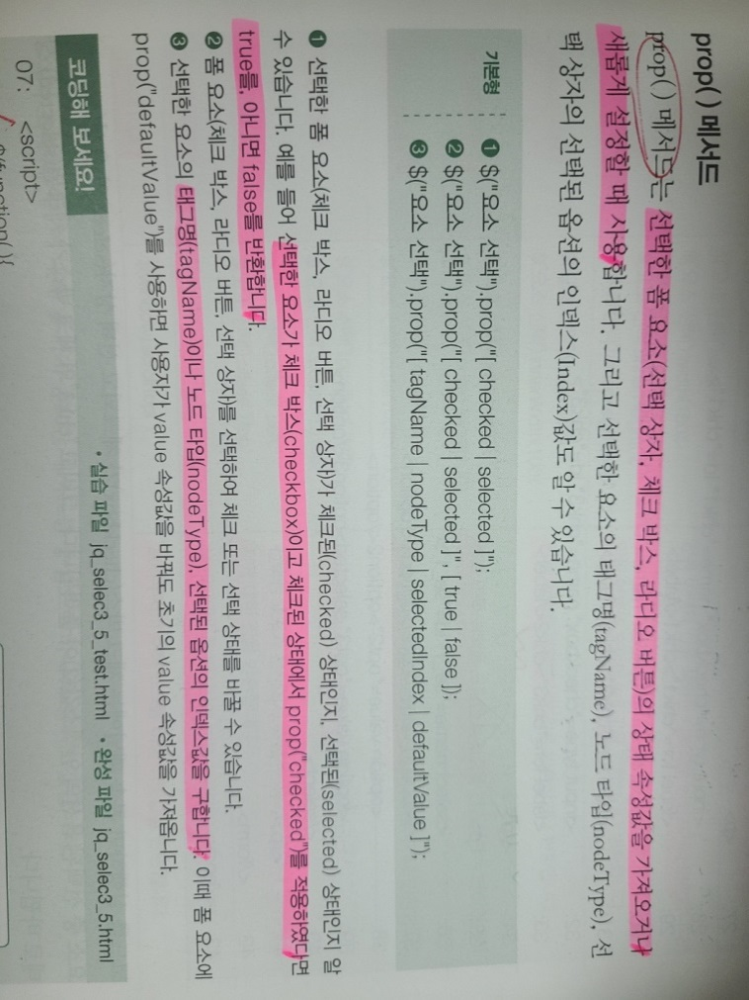 prop( ) 메서드
prop( ) 메서드는 선택한 폼 요소(선택 상자, 체크 박스, 라디오 버튼)의 상태 속성값을 가져오거나
새롭게 설정할 때 사용합니다. 그리고 선택한 요소의 태그명(tagName), 노드 타입(nodeType), 선
택 상자의 선택된 옵션의 인덱스(Index)값도 알 수 있습니다.
기본형
❶ $("요소 선택").prop("[ checked | selected ]");
❷ $("요소 선택").prop("[ checked | selected ]", [ true | false ]);
❸ $("요소 선택").prop("[ tagName | nodeType | selectedIndex | defaultValue ]");
❶ 선택한 폼 요소(체크 박스, 라디오 버튼, 선택 상자)가 체크된(checked) 상태인지, 선택된(selected) 상태인지 알
수 있습니다. 예를 들어 선택한 요소가 체크 박스(checkbox)이고 체크된 상태에서 prop("checked")를 적용하였다면
true를, 아니면 false를 반환합니다.
❷ 폼 요소(체크 박스, 라디오 버튼, 선택 상자)를 선택하여 체크 또는 선택 상태를 바꿀 수 있습니다.
❸ 선택한 요소의 태그명(tagName)이나 노드 타입(nodeType), 선택된 옵션의 인덱스값을 구합니다. 이때 폼 요소에
prop("defaultValue")를 사용하면 사용자가 value 속성값을 바꿔도 초기의 value 속성값을 가져옵니다.
코딩해 보세요!
• 실습 파일 jq_selec3_5_test.html • 완성 파일 jq_selec3_5.html
07: <script>